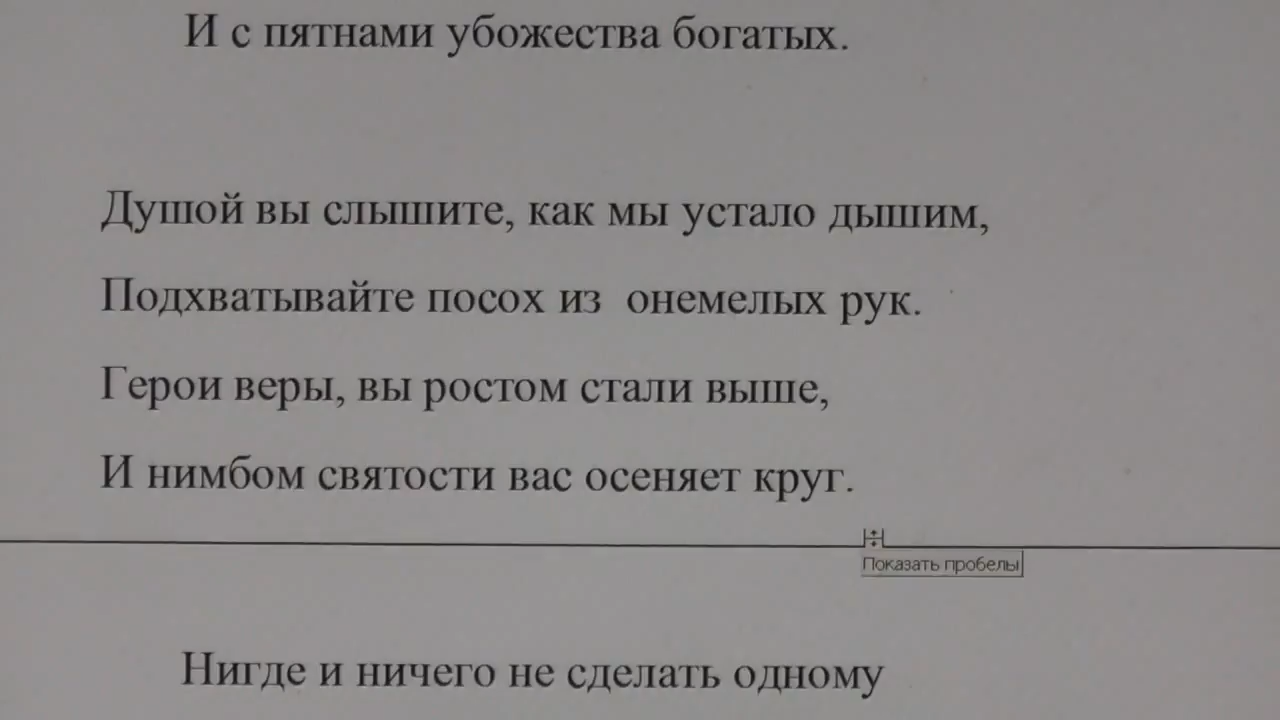 И с пятнами убожества богатых.
Душой вы слышите, как мы устало дышим,
Подхватывайте посох из  онемелых рук.
Герои веры, вы ростом стали выше,
И нимбом святости вас осеняет круг.
Показать пробелы
Нигде и ничего не сделать одному